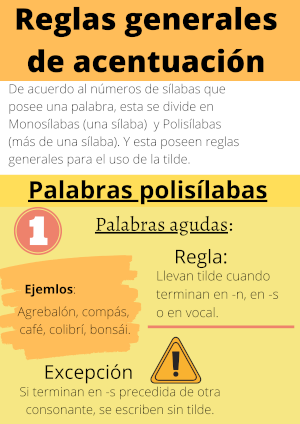 Reglas generales
de acentuación
De acuerdo al números de sílabas que
posee una palabra, esta se divide en
Monosílabas (una sílaba) y Polisílabas
(más de una sílaba). Y esta poseen reglas
generales para el uso de la tilde.
Palabras polisílabas
1
Palabras agudas:
Regla:
Llevan tilde cuando
terminan en -n, en -s
o en vocal.
Ejemlos:
Agrebalón, compás,
café, colibrí, bonsái.
Excepción
Si terminan en -s precedida de otra
consonante, se escriben sin tilde.